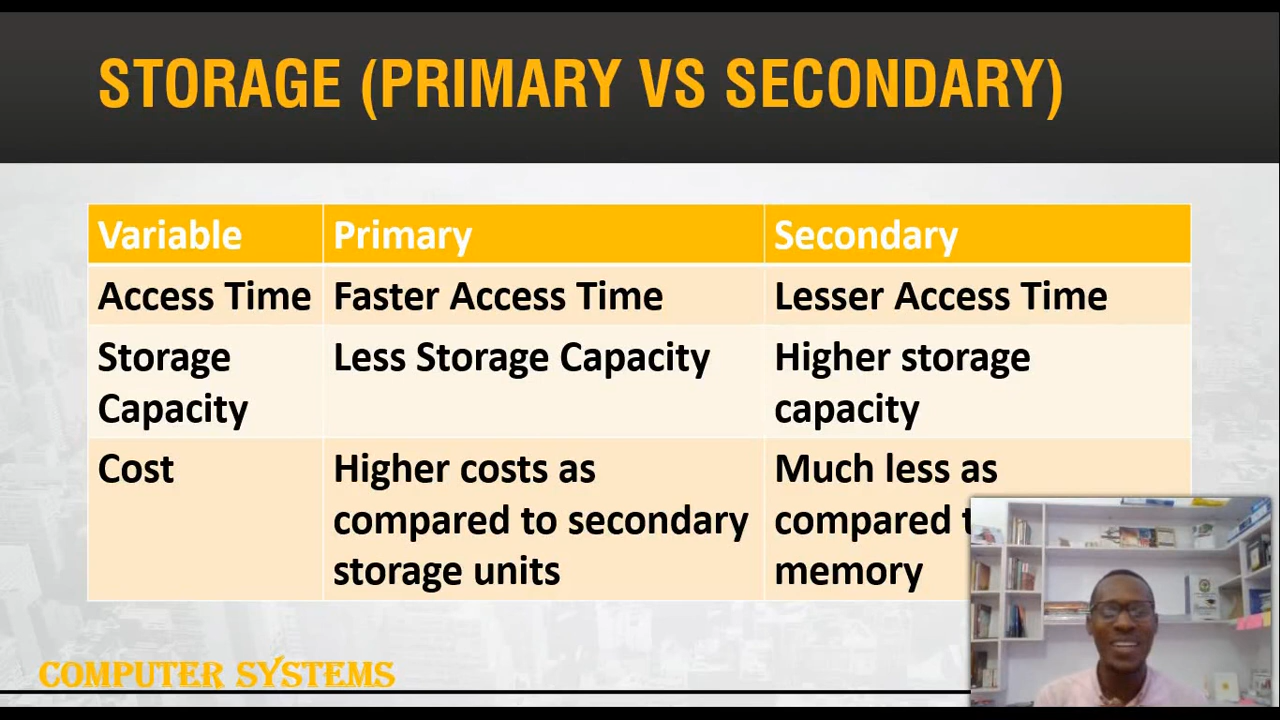 STORAGE (PRIMARY VS SECONDARY)
Variable Primary Secondary
Access Time Faster Access Time Lesser Access Time
Storage Capacity Less Storage Capacity Higher storage capacity
Cost Higher costs as compared to secondary storage units Much less as compared memory
COMPUTER SYSTEMS